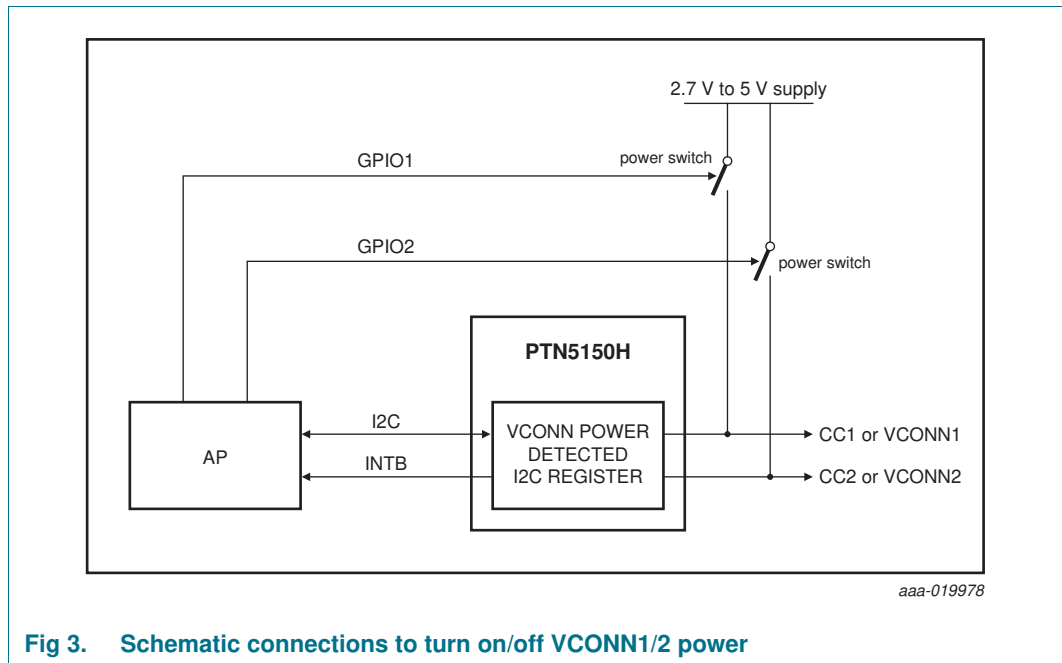 2.7 V to 5 V supply
GPIO1
power switch
GPIO2
power switch
PTN5150H
AP
I2C
INTB
VCONN POWER
DETECTED
I2C REGISTER
CC1 or VCONN1
CC2 or VCONN2
aaa-019978
Fig 3. Schematic connections to turn on/off VCONN1/2 power